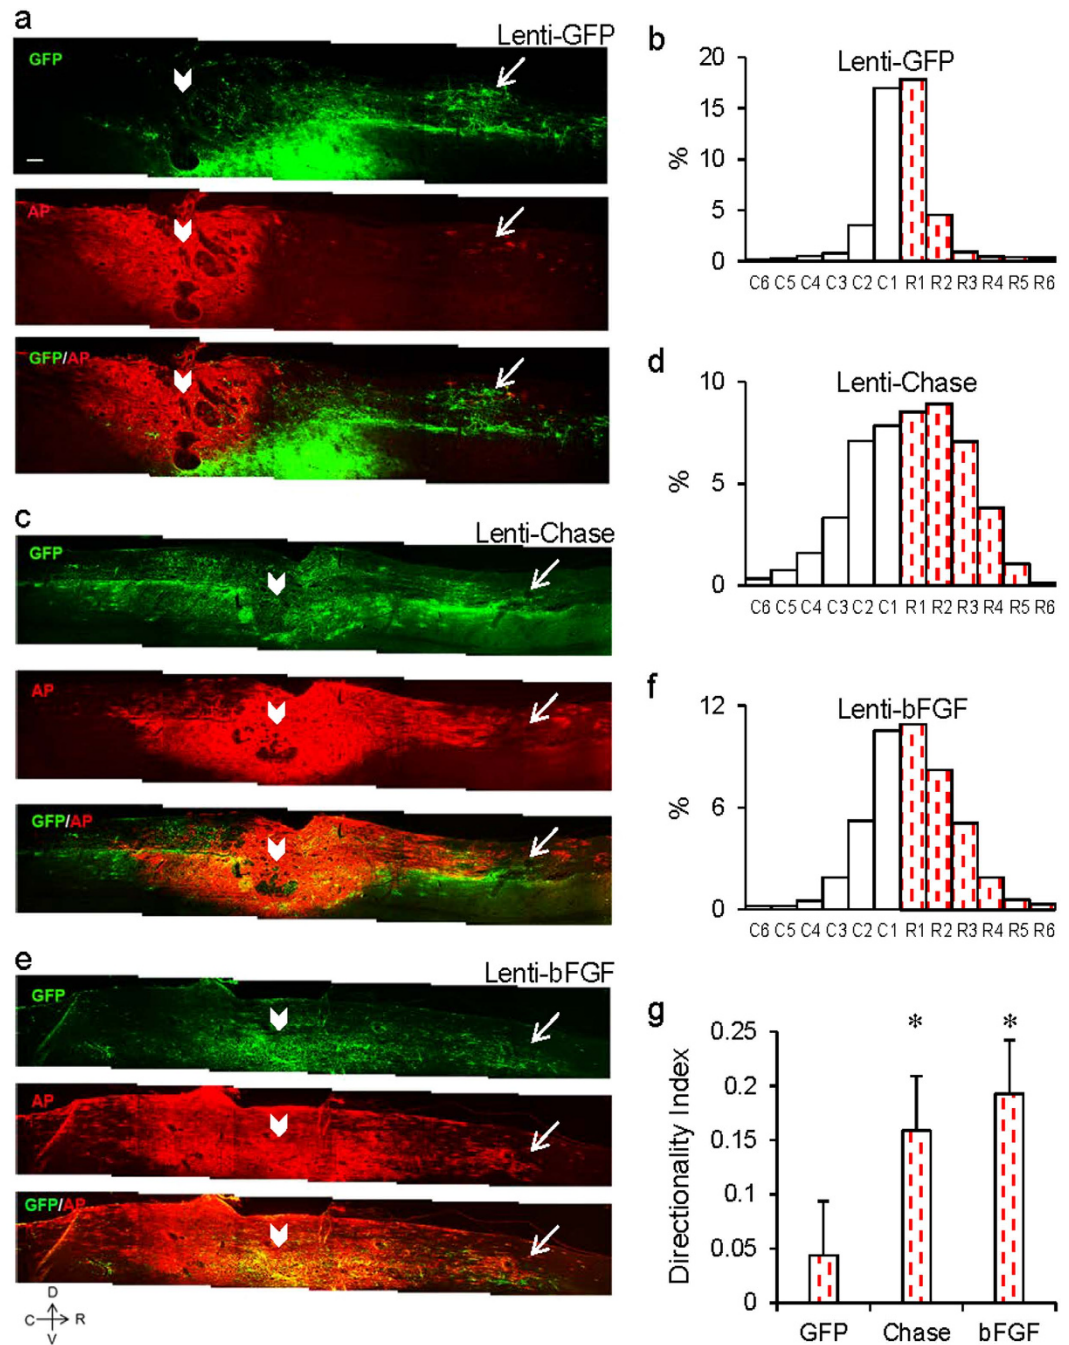 a
Lenti-GFP
GFP
AP
GFP/AP
c
Lenti-Chase
GFP
AP
GFP/AP
e
Lenti-bFGF
GFP
AP
GFP/AP
D
C R
V
b
Lenti-GFP
20
15
10
5
0
%
C6 C5 C4 C3 C2 C1 R1 R2 R3 R4 R5 R6
d
Lenti-Chase
10
5
0
%
C6 C5 C4 C3 C2 C1 R1 R2 R3 R4 R5 R6
f
Lenti-bFGF
12
6
0
%
C6 C5 C4 C3 C2 C1 R1 R2 R3 R4 R5 R6
g
Directionality Index
0.25
0.2
0.15
0.1
0.05
0
* *
GFP Chase bFGF